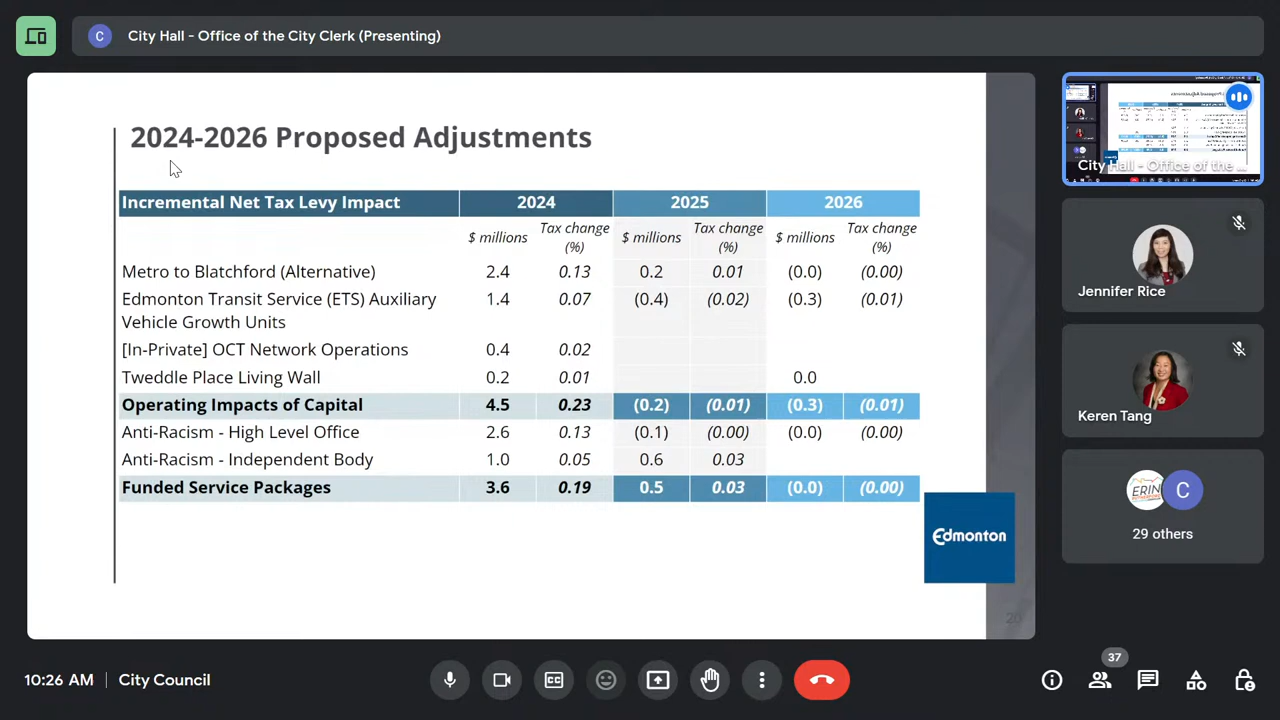 City Hall - Office of the City Clerk (Presenting)
C
2024-2026 Proposed Adjustments
Incremental Net Tax Levy Impact 2024 2025 2026
$ millions Tax change (%) $ millions Tax change (%) $ millions Tax change (%)
Metro to Blatchford (Alternative) 2.4 0.13 0.2 0.01 (0.0) (0.00)
Edmonton Transit Service (ETS) Auxiliary 1.4 0.07 (0.4) (0.02) (0.3) (0.01)
Vehicle Growth Units
[In-Private] OCT Network Operations 0.4 0.02
Tweddle Place Living Wall 0.2 0.01 0.0
Operating Impacts of Capital 4.5 0.23 (0.2) (0.01) (0.3) (0.01)
Anti-Racism - High Level Office 2.6 0.13 (0.1) (0.00) (0.0) (0.00)
Anti-Racism - Independent Body 1.0 0.05 0.6 0.03
Funded Service Packages 3.6 0.19 0.5 0.03 (0.0) (0.00)
Edmonton
20
City Hall - Office of the ...
Jennifer Rice
Keren Tang
ERIN
C
29 others
10:26 AM | City Council
CC
37